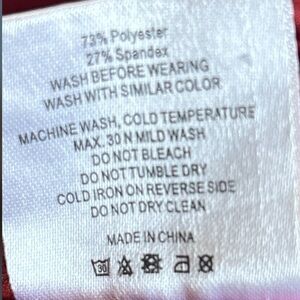 73% Polyester
27% Spandex
WASH BEFORE WEARING
WASH WITH SIMILAR COLOR
MACHINE WASH, COLD TEMPERATURE
MAX. 30 N MILD WASH
DO NOT BLEACH
DO NOT TUMBLE DRY
COLD IRON ON REVERSE SIDE
DO NOT DRY CLEAN
MADE IN CHINA
30